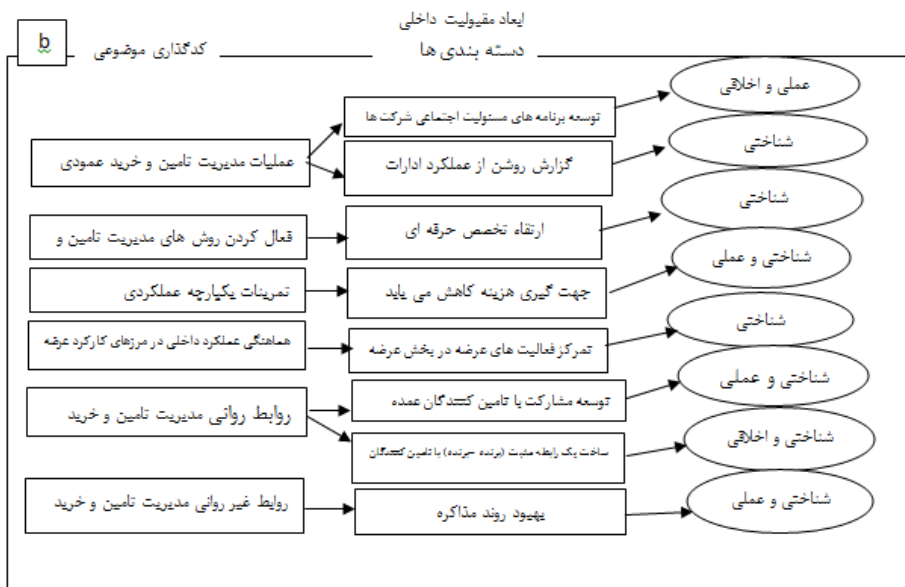 ابعاد مقبولیت داخلی
b
کدگذاری موضوعی
دسته بندی ها
عملیات مدیریت تامین و خرید عمودی
توسعه برنامه های مسئولیت اجتماعی شرکت ها
عملی و اخلاقی
گزارش روشن از عملکرد ادارات
شناختی
فعال کردن روش های مدیریت تامین و
ارتقاء تخصص حرفه ای
شناختی
تمرینات یکپارچه عملکردی
جهت گیری هزینه کاهش می یابد
شناختی و عملی
هماهنگی عملکرد داخلی در مرزهای کارکرد عرضه
تمرکز فعالیت های عرضه در بخش عرضه
شناختی
روابط روانی مدیریت تامین و خرید
توسعه مشارکت با تامین کنندگان عمده
شناختی و عملی
ساخت یک رابطه مثبت (برنده -برنده) با تامین کنندگان
شناختی و اخلاقی
روابط غیر روانی مدیریت تامین و خرید
بهبود روند مذاکره
شناختی و عملی